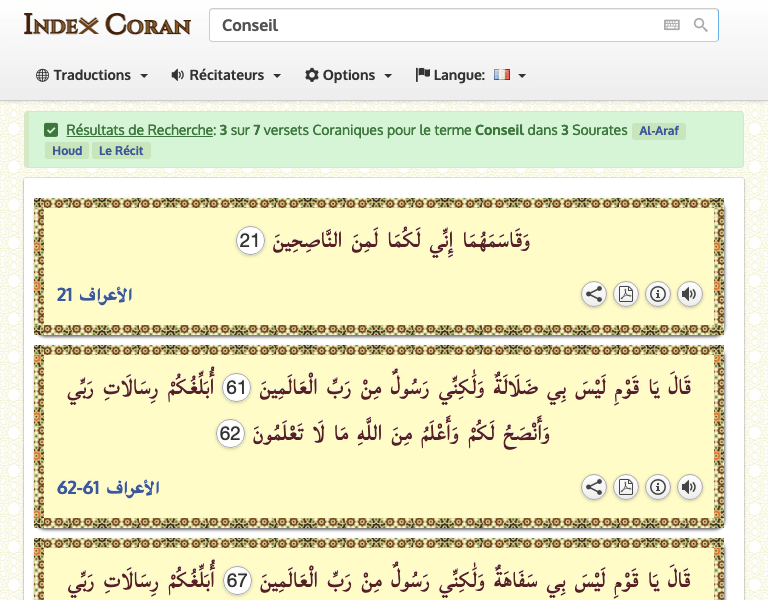 Index Coran
Conseil
Traductions
Récitateurs
Options
Langue:
Résultats de Recherche: 3 sur 7 versets Coraniques pour le terme Conseil dans 3 Sourates Al-Araf
Houd Le Récit
وَقَاسَمَهُمَا إِنِّي لَكُمَا لَمِنَ النَّاصِحِينَ 21
الأعراف 21
قَالَ يَا قَوْمِ لَيْسَ بِي ضَلَالَةٌ وَلَٰكِنِّي رَسُولٌ مِنْ رَبِّ الْعَالَمِينَ 61 أُبَلِّغُكُمْ رِسَالَاتِ رَبِّي
وَأَنْصَحُ لَكُمْ وَأَعْلَمُ مِنَ اللَّهِ مَا لَا تَعْلَمُونَ 62
الأعراف 61-62
قَالَ يَا قَوْمِ لَيْسَ بِي سَفَاهَةٌ وَلَٰكِنِّي رَسُولٌ مِنْ رَبِّ الْعَالَمِينَ 67 أُبَلِّغُكُمْ رِسَالَاتِ رَبِّي